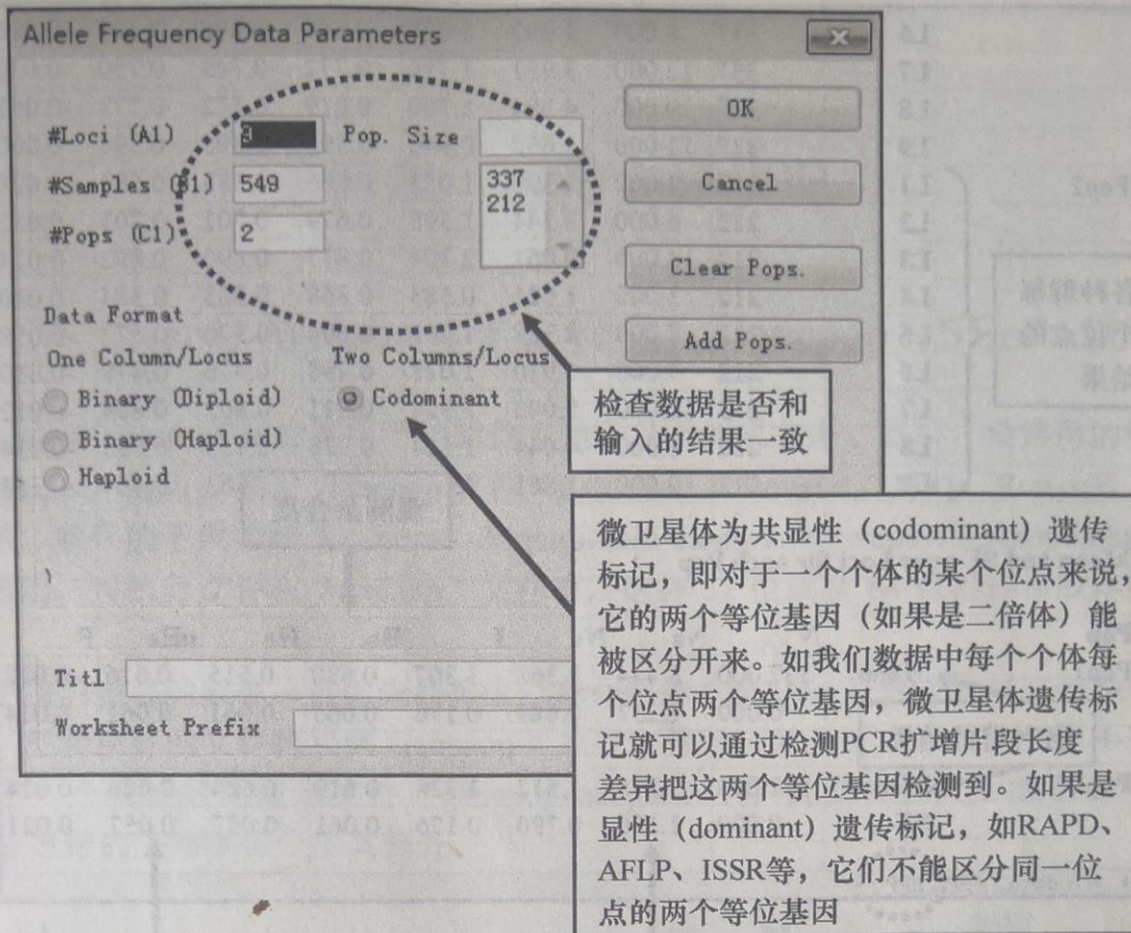 Allele Frequency Data Parameters
#Loci (A1) Pop. Size
#Samples (B1) 549
337
212
#Pops (C1) 2
OK
Cancel
Clear Pops.
Add Pops.
Data Format
One Column/Locus Two Columns/Locus
Binary (Diploid) Codominant
Binary (Haploid)
Haploid
检查数据是否和
输入的结果一致
微卫星体为共显性（codominant）遗传
标记，即对于一个个体的某个位点来说，
它的两个等位基因（如果是二倍体）能
被区分开来。如我们数据中每个个体每
个位点两个等位基因，微卫星体遗传标
记就可以通过检测PCR扩增片段长度
差异把这两个等位基因检测到。如果是
显性（dominant）遗传标记，如RAPD、
AFLP、ISSR等，它们不能区分同一位
点的两个等位基因
Titl
Worksheet Prefix